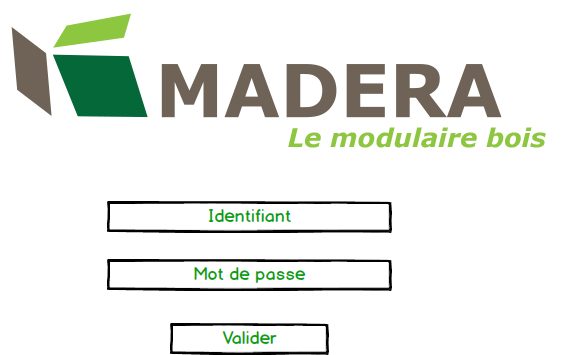 MADERA
Le modulaire bois
Identifiant
Mot de passe
Valider